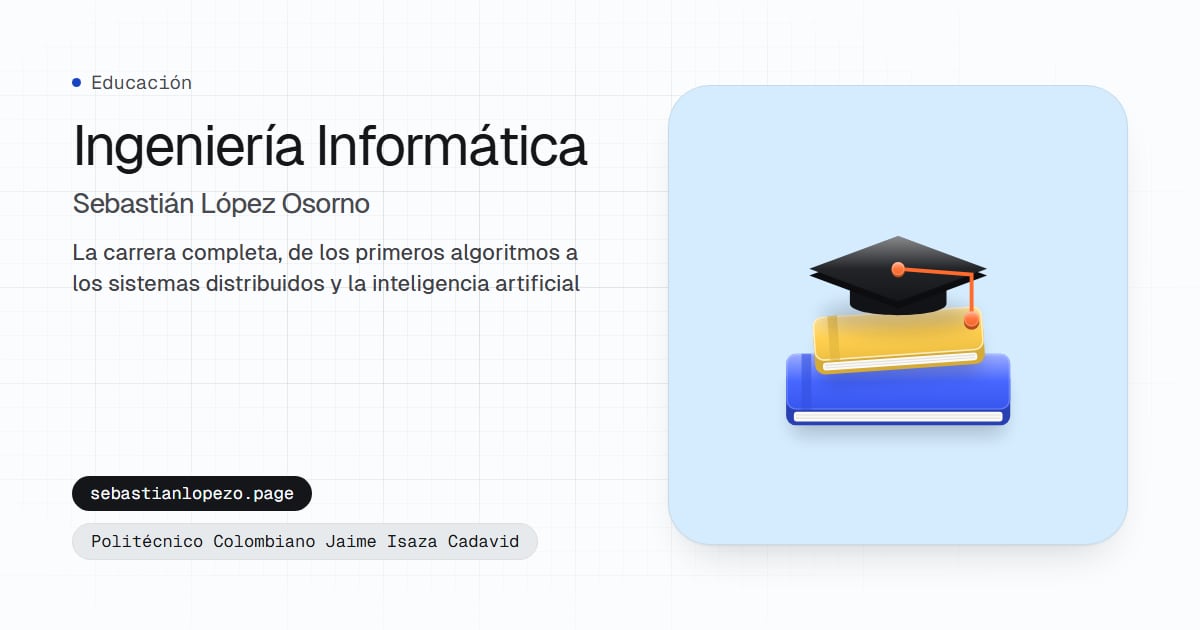 Educación
Ingeniería Informática
Sebastián López Osorno
La carrera completa, de los primeros algoritmos a
los sistemas distribuidos y la inteligencia artificial
sebastianlopezo.page
Politécnico Colombiano Jaime Isaza Cadavid